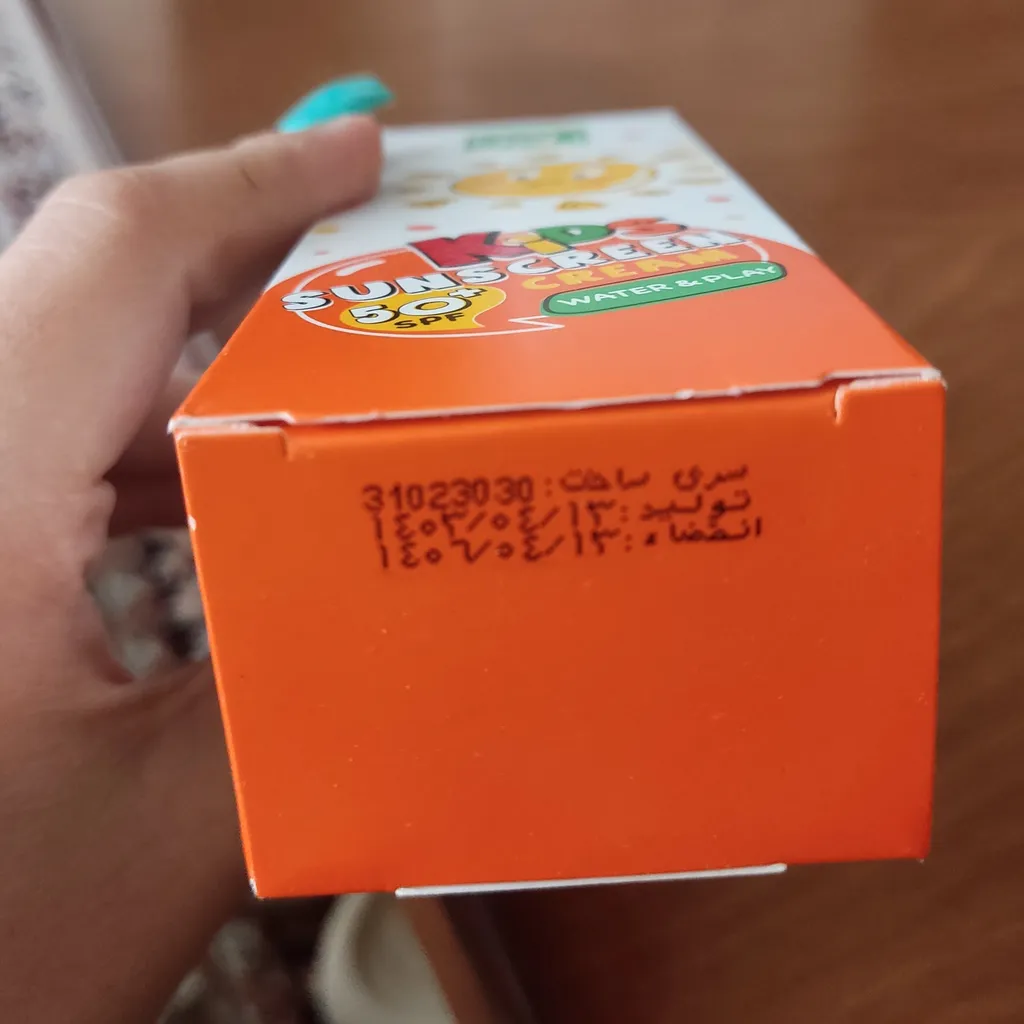 KiDS
SUNSCREEN
CREAM
50+
SPF
WATER & PLAY
سری ساخت: 31023030
تولید: ۱۴۰۳/۰۴/۱۳
انقضاء: ۱۴۰۶/۰۴/۱۳